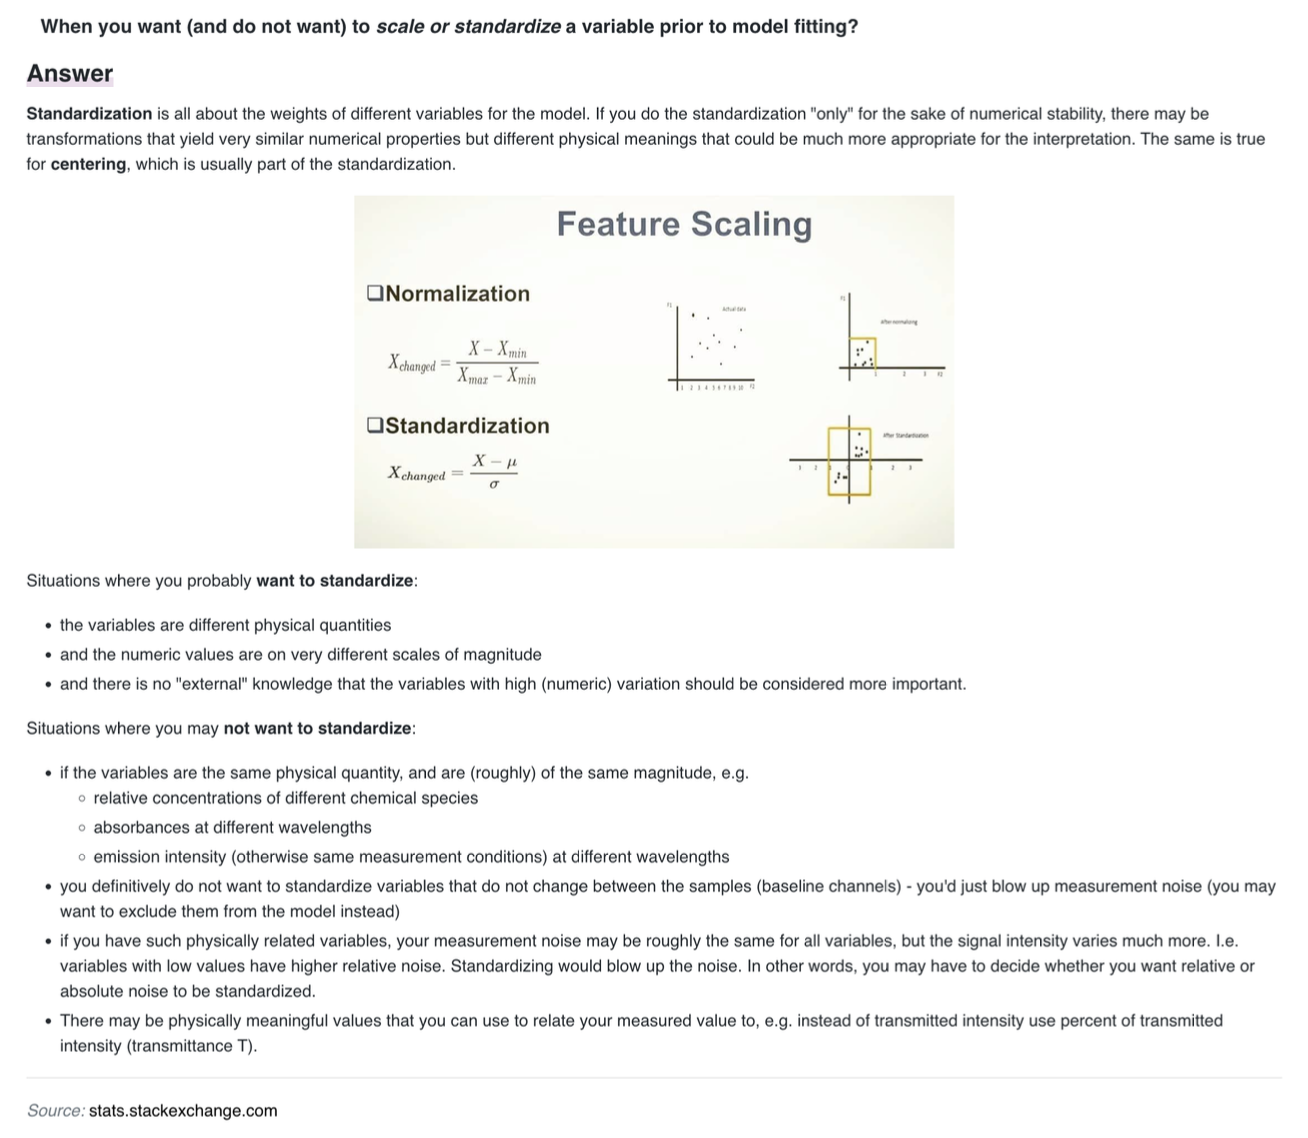 When you want (and do not want) to scale or standardize a variable prior to model fitting?
Answer
Standardization is all about the weights of different variables for the model. If you do the standardization "only" for the sake of numerical stability, there may be
transformations that yield very similar numerical properties but different physical meanings that could be much more appropriate for the interpretation. The same is true
for centering, which is usually part of the standardization.
Feature Scaling
❑Normalization
X changed = (X − X min) / (X max − X min)
Actual data
after normalizing
❑Standardization
X changed = (X − μ) / σ
after Standardization
Situations where you probably want to standardize:
• the variables are different physical quantities
• and the numeric values are on very different scales of magnitude
• and there is no "external" knowledge that the variables with high (numeric) variation should be considered more important.
Situations where you may not want to standardize:
• if the variables are the same physical quantity, and are (roughly) of the same magnitude, e.g.
◦ relative concentrations of different chemical species
◦ absorbances at different wavelengths
◦ emission intensity (otherwise same measurement conditions) at different wavelengths
• you definitively do not want to standardize variables that do not change between the samples (baseline channels) - you'd just blow up measurement noise (you may
want to exclude them from the model instead)
• if you have such physically related variables, your measurement noise may be roughly the same for all variables, but the signal intensity varies much more. I.e.
variables with low values have higher relative noise. Standardizing would blow up the noise. In other words, you may have to decide whether you want relative or
absolute noise to be standardized.
• There may be physically meaningful values that you can use to relate your measured value to, e.g. instead of transmitted intensity use percent of transmitted
intensity (transmittance T).
Source: stats.stackexchange.com